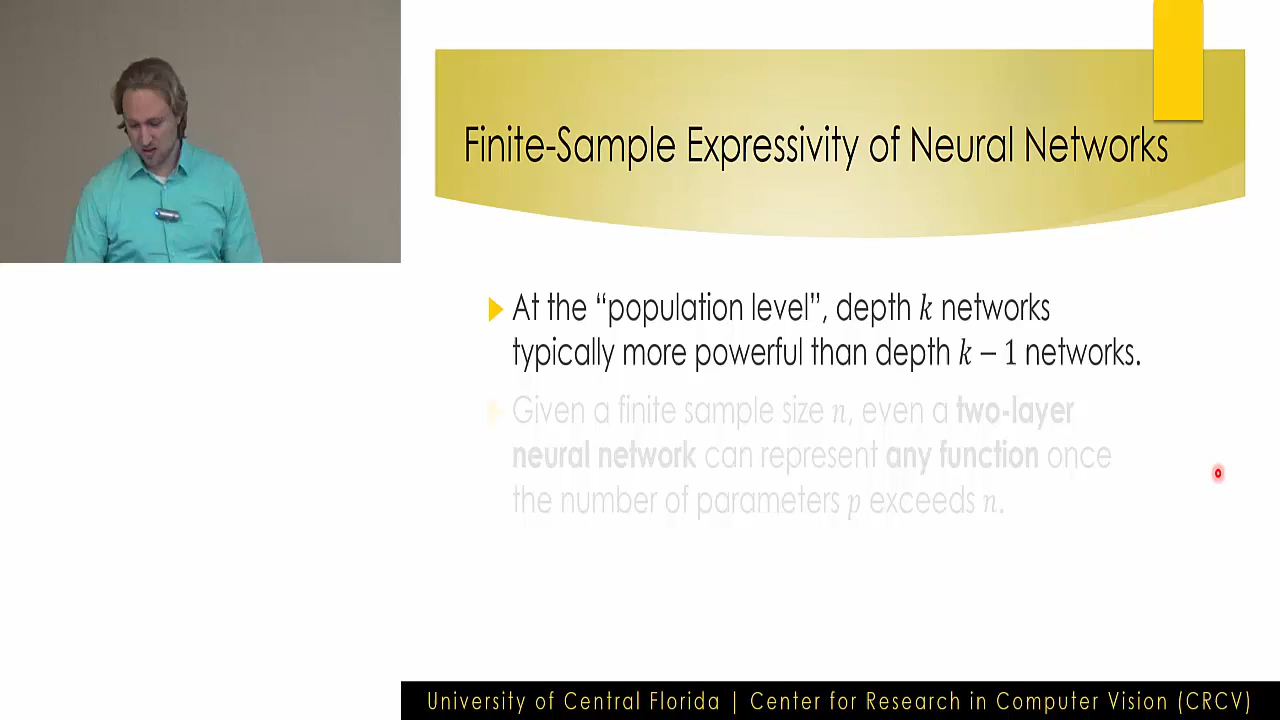 Finite-Sample Expressivity of Neural Networks
At the “population level”, depth k networks
typically more powerful than depth k – 1 networks.
Given a finite sample size n, even a two-layer
neural network can represent any function once
the number of parameters p exceeds n.
University of Central Florida | Center for Research in Computer Vision (CRCV)